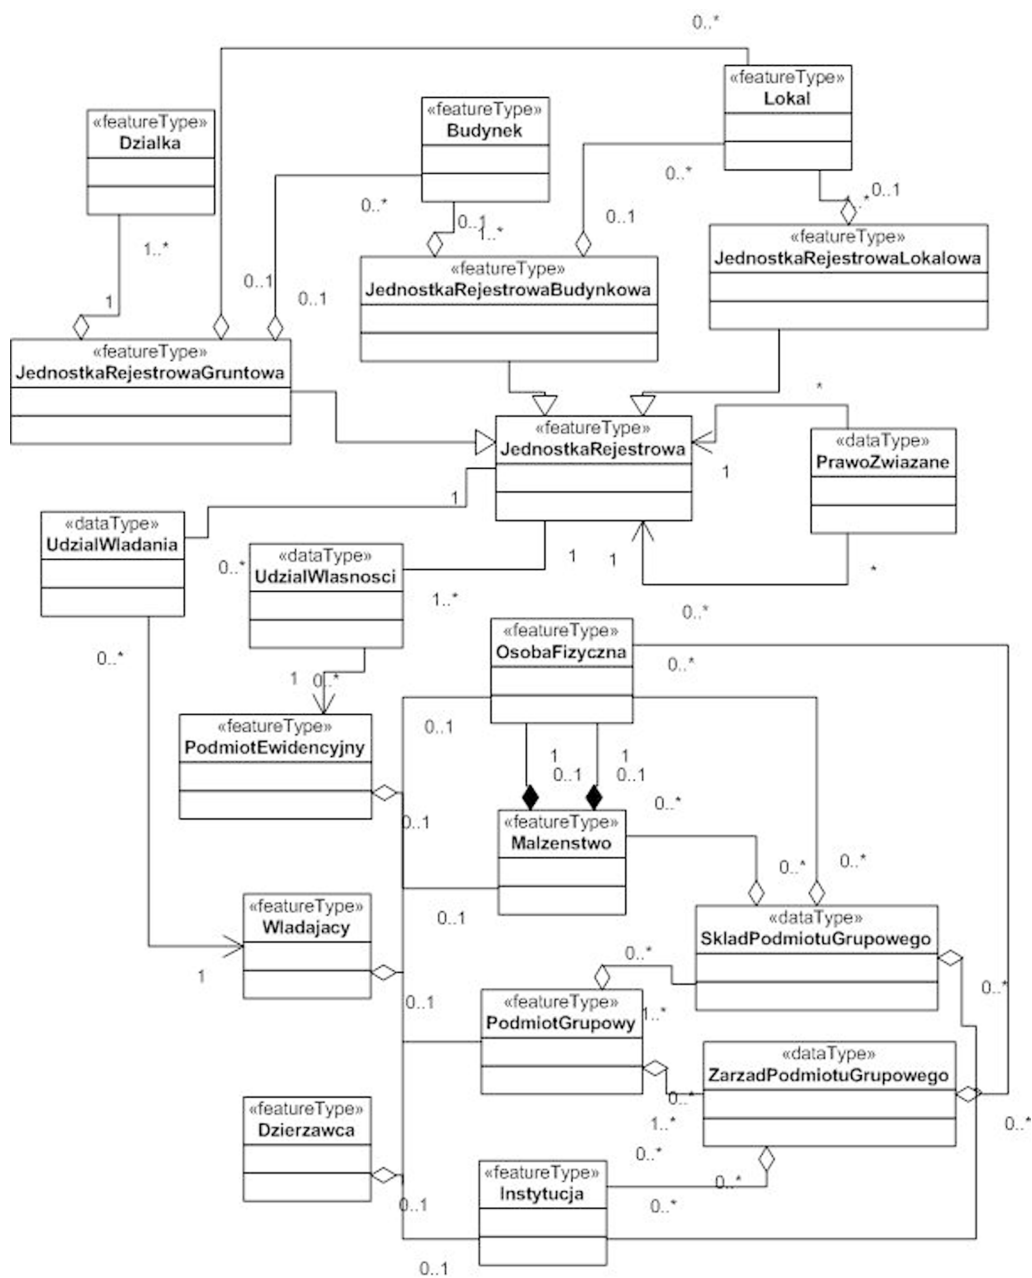 0..*
«featureType»
Lokal
«featureType»
Budynek
«featureType»
Dzialka
0..*
0..*
0..1
1..*
0..1
1..*
0..1
1..*
0..1
0..1
1
«featureType»
JednostkaRejestrowaLokalowa
«featureType»
JednostkaRejestrowaBudynkowa
«featureType»
JednostkaRejestrowaGruntowa
*
«featureType»
JednostkaRejestrowa
«dataType»
PrawoZwiazane
1
1
«dataType»
UdzialWladania
«dataType»
UdzialWlasnosci
0..*
1
1
*
1..*
0..*
«featureType»
OsobaFizyczna
0..*
0..*
1
0..*
«featureType»
PodmiotEwidencyjny
0..1
1
1
0..1
0..1
0..*
0..1
«featureType»
Malzenstwo
0..*
0..*
0..1
«featureType»
Wladajacy
«dataType»
SkladPodmiotuGrupowego
1
0..1
0..*
0..*
«featureType»
PodmiotGrupowy
1..*
«dataType»
ZarzadPodmiotuGrupowego
0..*
1..*
0..*
«featureType»
Dzierzawca
0..*
«featureType»
Instytucja
0..*
0..1
0..*
0..1